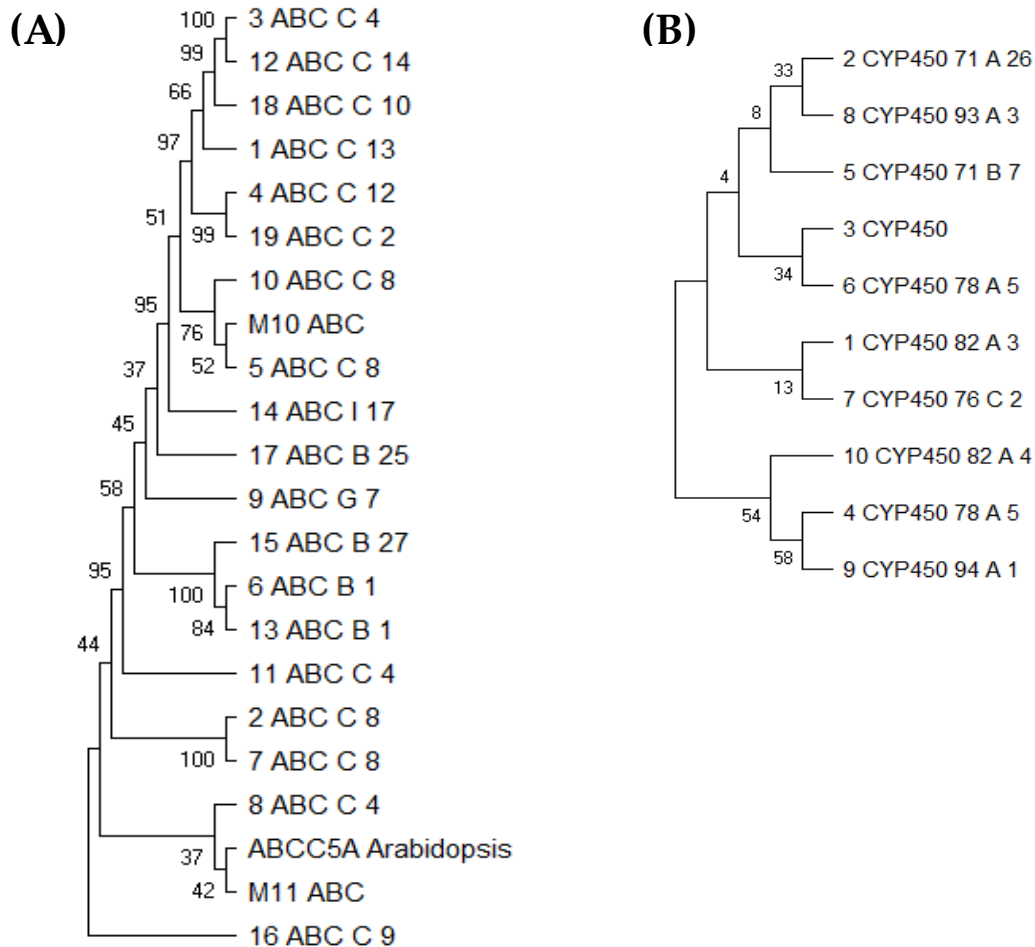 (A)
100
3 ABC C 4
99
12 ABC C 14
66
18 ABC C 10
97
1 ABC C 13
4 ABC C 12
51
99
19 ABC C 2
10 ABC C 8
95
76
M10 ABC
52
5 ABC C 8
37
14 ABC I 17
45
17 ABC B 25
58
9 ABC G 7
15 ABC B 27
95
100
6 ABC B 1
84
13 ABC B 1
44
11 ABC C 4
2 ABC C 8
100
7 ABC C 8
8 ABC C 4
37
ABCC5A Arabidopsis
42
M11 ABC
16 ABC C 9
(B)
33
2 CYP450 71 A 26
8
8 CYP450 93 A 3
4
5 CYP450 71 B 7
3 CYP450
34
6 CYP450 78 A 5
1 CYP450 82 A 3
13
7 CYP450 76 C 2
10 CYP450 82 A 4
54
4 CYP450 78 A 5
58
9 CYP450 94 A 1